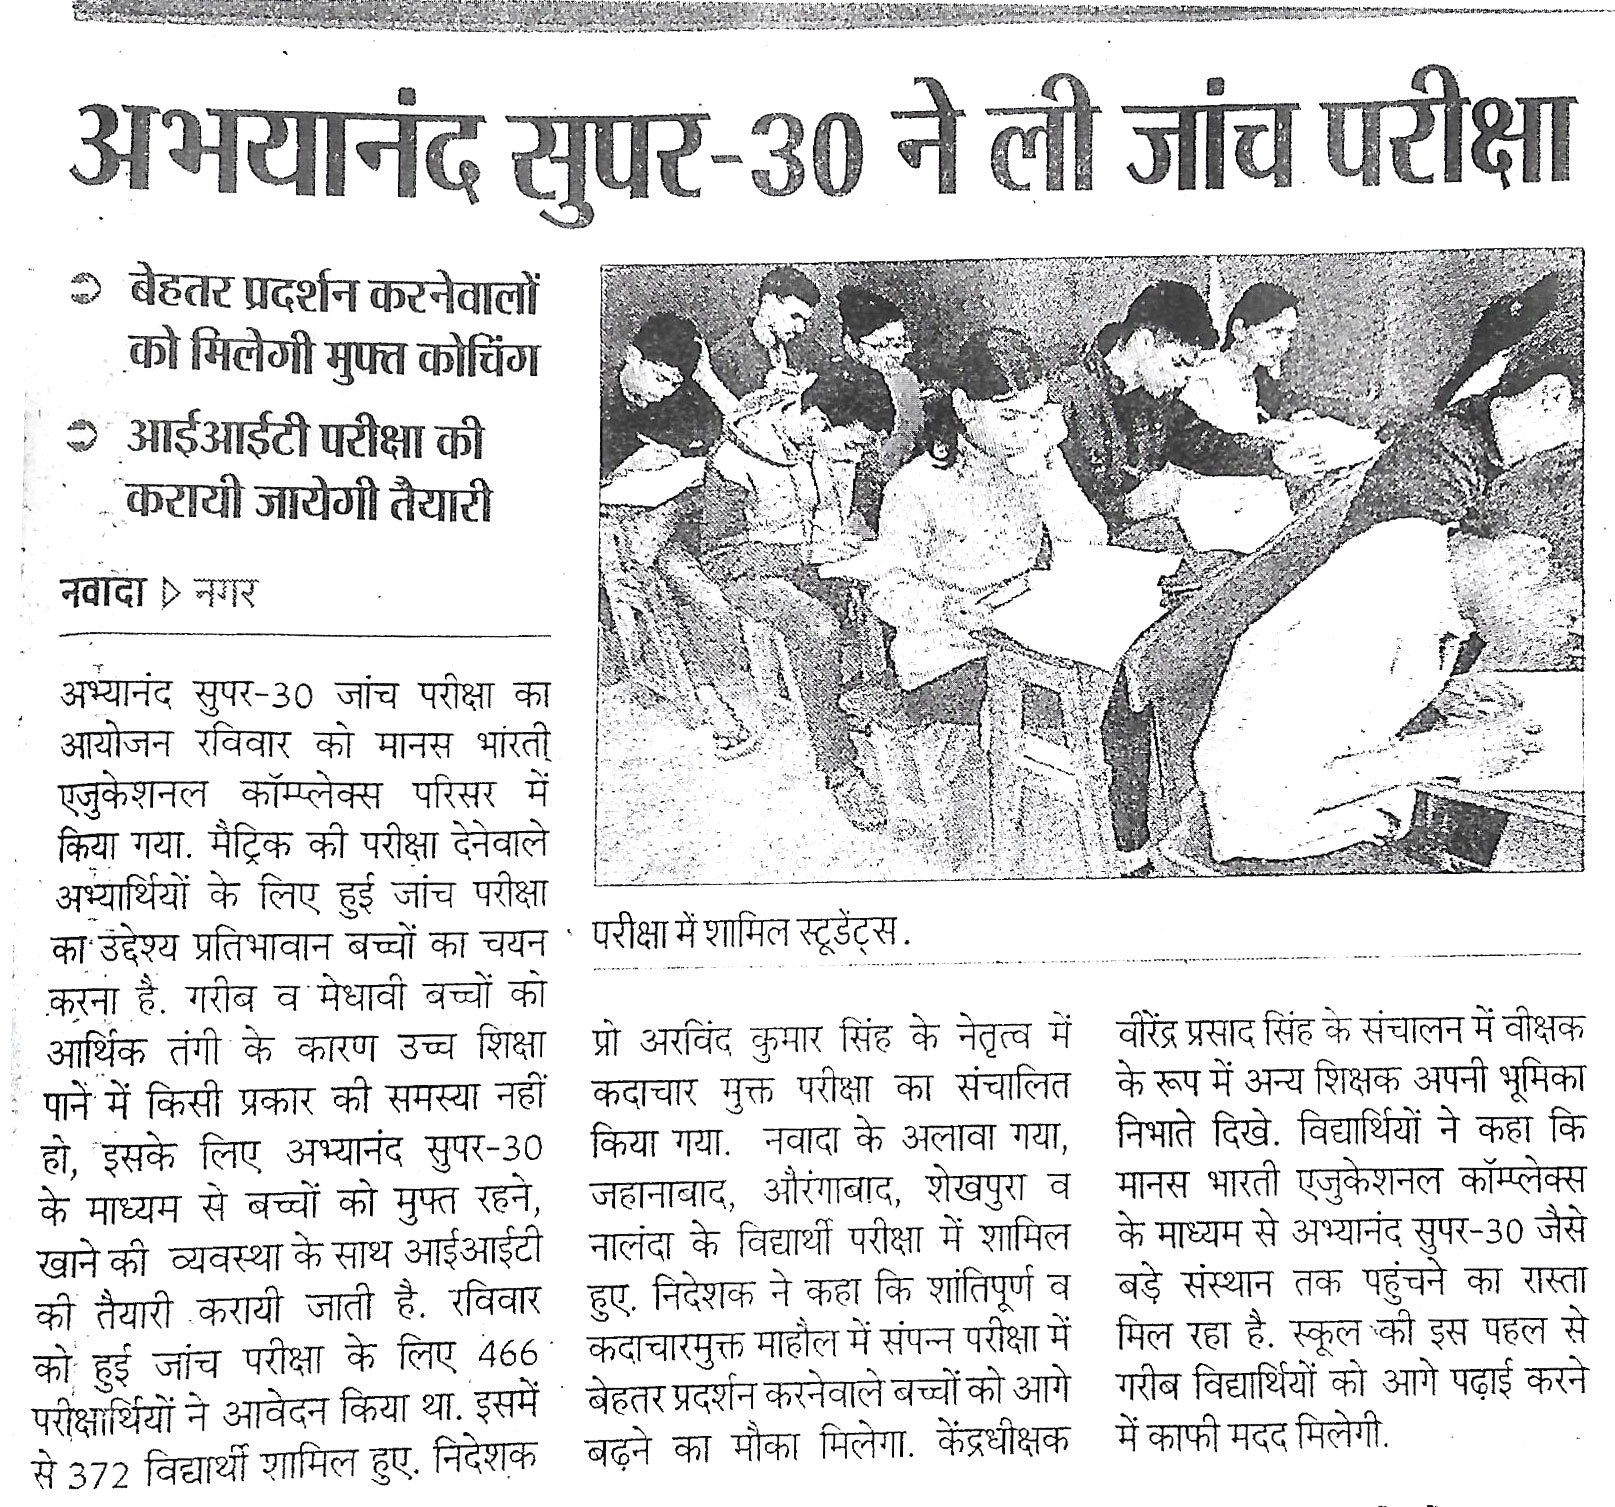 अभयानंद सुपर-30 ने ली जांच परीक्षा
बेहतर प्रदर्शन करनेवालों
को मिलेगी मुफ्त कोचिंग
आईआईटी परीक्षा की
करायी जायेगी तैयारी
नवादा ▷ नगर
अभ्यानंद सुपर-30 जांच परीक्षा का
आयोजन रविवार को मानस भारती
एजुकेशनल कॉम्प्लेक्स परिसर में
किया गया. मैट्रिक की परीक्षा देनेवाले
अभ्यार्थियों के लिए हुई जांच परीक्षा
का उद्देश्य प्रतिभावान बच्चों का चयन
करना है. गरीब व मेधावी बच्चों को
आर्थिक तंगी के कारण उच्च शिक्षा
पाने में किसी प्रकार की समस्या नहीं
हो, इसके लिए अभ्यानंद सुपर-30
के माध्यम से बच्चों को मुफ्त रहने,
खाने की व्यवस्था के साथ आईआईटी
की तैयारी करायी जाती है. रविवार
को हुई जांच परीक्षा के लिए 466
परीक्षार्थियों ने आवेदन किया था. इसमें
से 372 विद्यार्थी शामिल हुए. निदेशक
परीक्षा में शामिल स्टूडेंट्स.
प्रो अरविंद कुमार सिंह के नेतृत्व में
कदाचार मुक्त परीक्षा का संचालित
किया गया. नवादा के अलावा गया,
जहानाबाद, औरंगाबाद, शेखपुरा व
नालंदा के विद्यार्थी परीक्षा में शामिल
हुए. निदेशक ने कहा कि शांतिपूर्ण व
कदाचारमुक्त माहौल में संपन्न परीक्षा में
बेहतर प्रदर्शन करनेवाले बच्चों को आगे
बढ़ने का मौका मिलेगा. केंद्रधीक्षक
वीरेंद्र प्रसाद सिंह के संचालन में वीक्षक
के रूप में अन्य शिक्षक अपनी भूमिका
निभाते दिखे. विद्यार्थियों ने कहा कि
मानस भारती एजुकेशनल कॉम्प्लेक्स
के माध्यम से अभ्यानंद सुपर-30 जैसे
बड़े संस्थान तक पहुंचने का रास्ता
मिल रहा है. स्कूल की इस पहल से
गरीब विद्यार्थियों को आगे पढ़ाई करने
में काफी मदद मिलेगी.